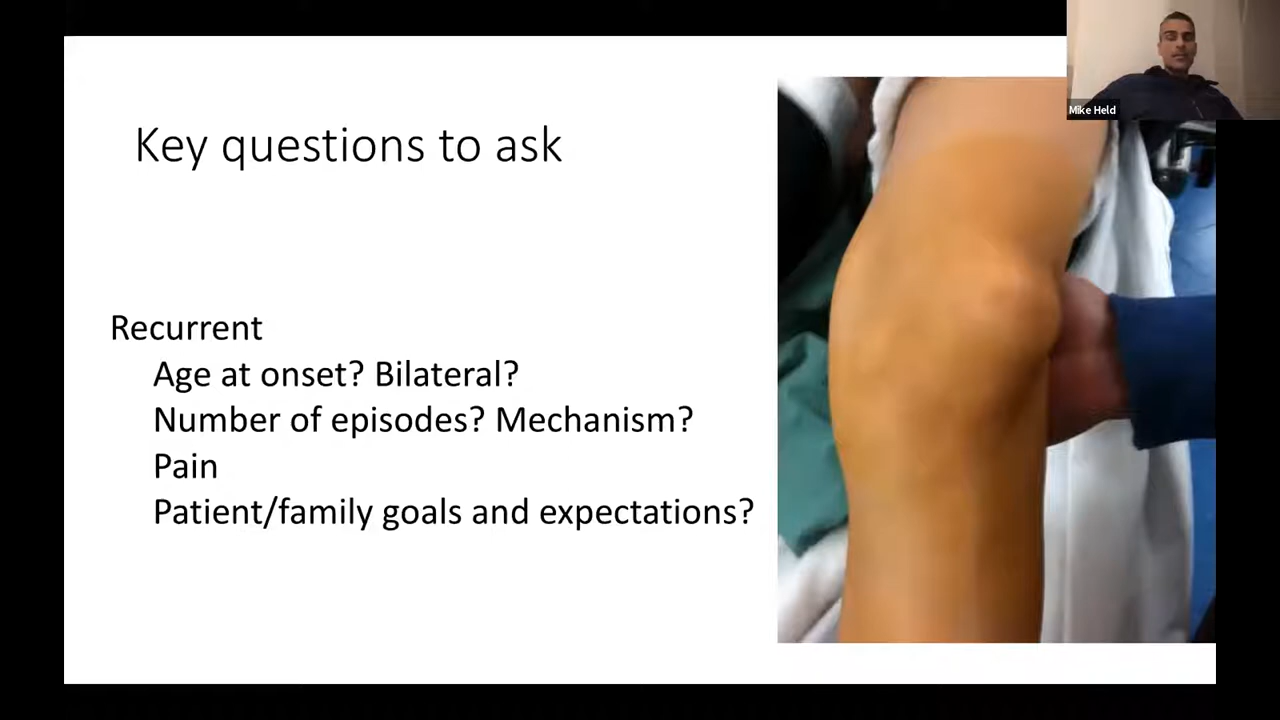 Key questions to ask
Recurrent
Age at onset? Bilateral?
Number of episodes? Mechanism?
Pain
Patient/family goals and expectations?
Mike Held